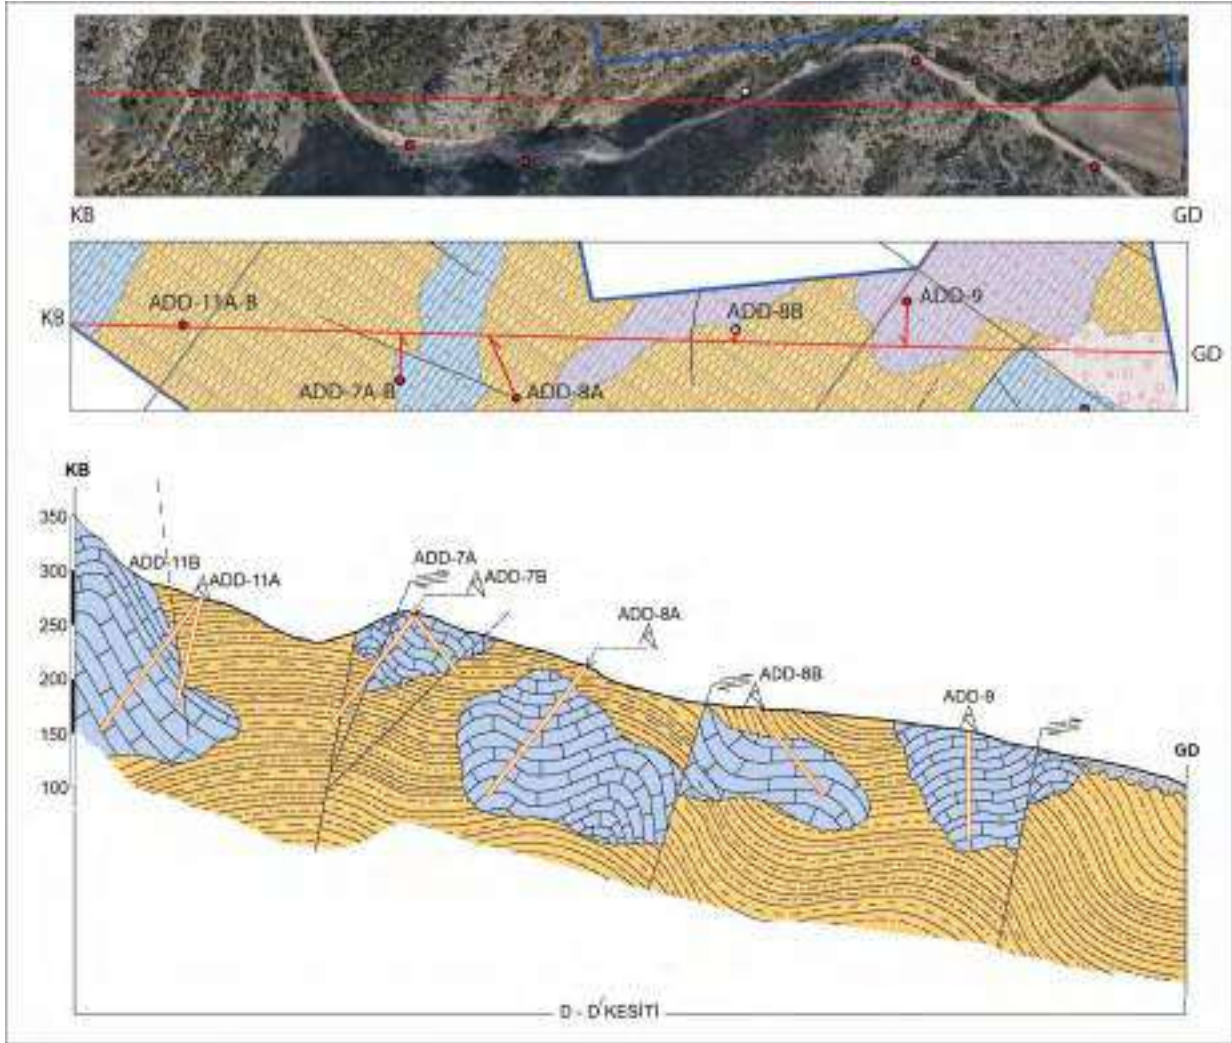 KB
GD
ADD-11A-B
ADD-9
ADD-8B
KB
GD
ADD-7A-B
ADD-8A
KB
350
ADD-11B
ADD-7A
300
ADD-11A
ADD-7B
250
ADD-8A
200
ADD-8B
ADD-9
150
GD
100
D - D' KESİTİ